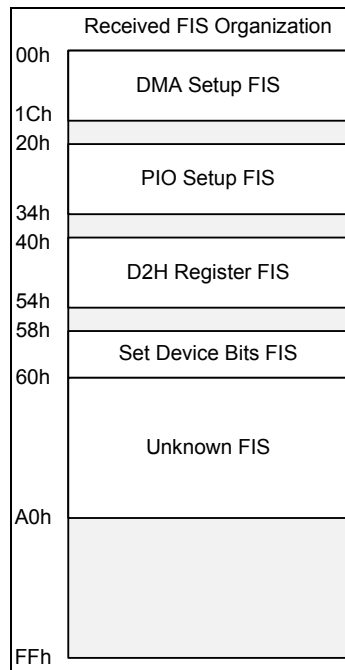 Received FIS Organization
00h
DMA Setup FIS
1Ch
20h
PIO Setup FIS
34h
40h
D2H Register FIS
54h
58h
Set Device Bits FIS
60h
Unknown FIS
A0h
FFh